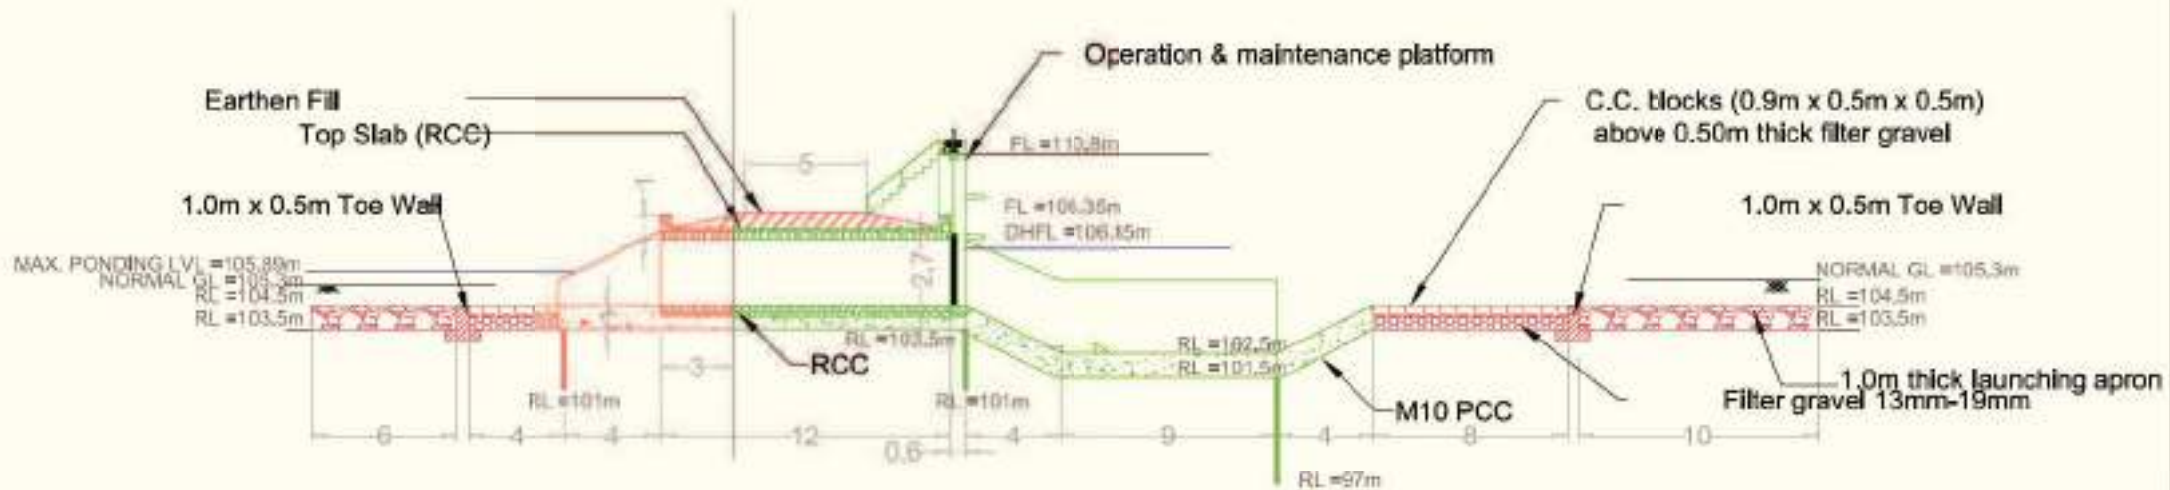 Operation & maintenance platform
Earthen Fill
Top Slab (RCC)
C.C. blocks (0.9m x 0.5m x 0.5m)
above 0.50m thick filter gravel
FL =110.8m
5
1
1.0m x 0.5m Toe Wall
FL =106.35m
DHFL =106.85m
1.0m x 0.5m Toe Wall
MAX. PONDING LVL =105.89m
NORMAL GL =105.3m
RL =104.5m
RL =103.5m
2.7
NORMAL GL =105.3m
RL =104.5m
RL =103.5m
RL =103.5m
RL =102.5m
RL =101.5m
3
RCC
1.0m thick launching apron
Filter gravel 13mm-19mm
M10 PCC
RL =101m
RL =101m
6
4
4
12
0.6
4
9
4
8
10
RL =97m